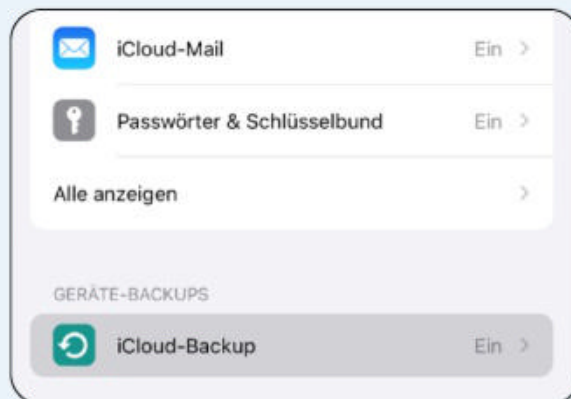 iCloud-Mail Ein
Passwörter & Schlüsselbund Ein
Alle anzeigen
GERÄTE-BACKUPS
iCloud-Backup Ein